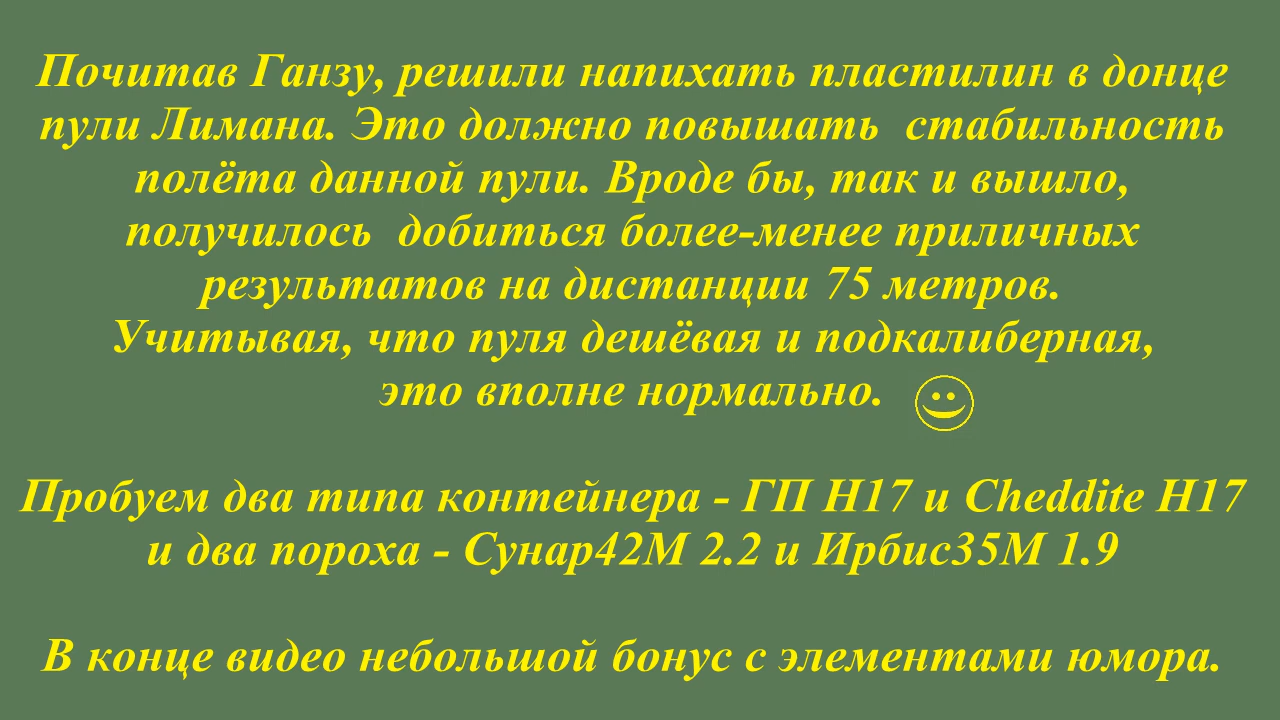 Почитав Ганзу, решили напихать пластилин в донце
пули Лимана. Это должно повышать  стабильность
полёта данной пули. Вроде бы, так и вышло,
получилось  добиться более-менее приличных
результатов на дистанции 75 метров.
Учитывая, что пуля дешёвая и подкалиберная,
это вполне нормально.
Пробуем два типа контейнера - ГП Н17 и Cheddite Н17
и два пороха - Сунар42М 2.2 и Ирбис35М 1.9
В конце видео небольшой бонус с элементами юмора.